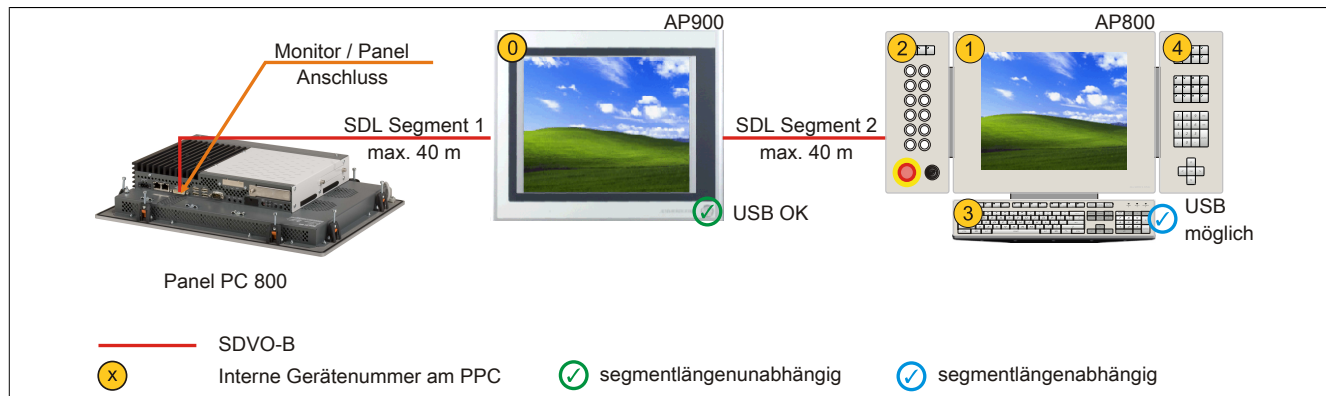 AP900
AP800
Monitor / Panel
Anschluss
0
2
1
4
SDL Segment 1
max. 40 m
SDL Segment 2
max. 40 m
USB OK
3
USB
möglich
Panel PC 800
SDVO-B
x
Interne Gerätenummer am PPC
segmentlängenunabhängig
segmentlängenabhängig